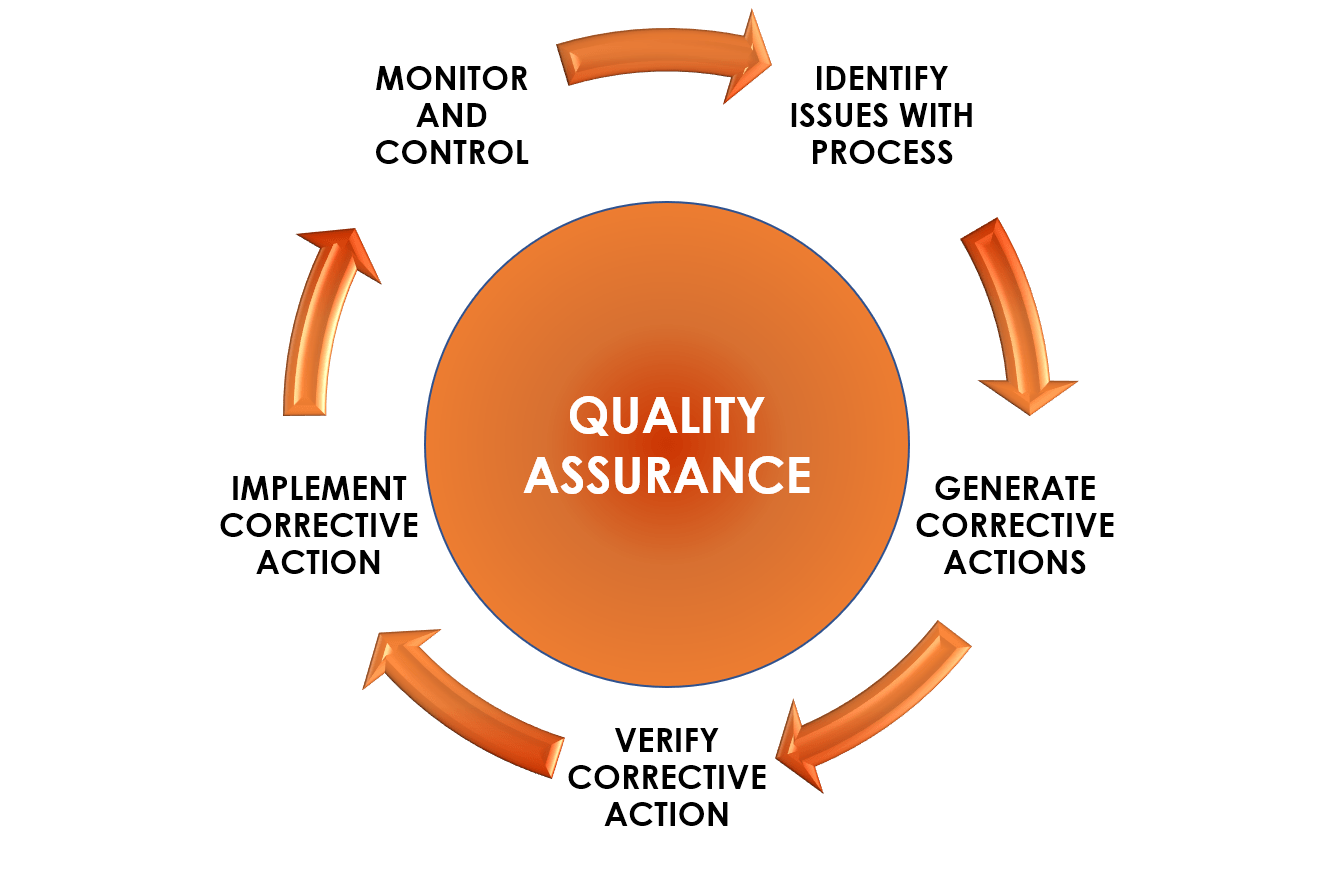 MONITOR
AND
CONTROL
IDENTIFY
ISSUES WITH
PROCESS
QUALITY
ASSURANCE
IMPLEMENT
CORRECTIVE
ACTION
GENERATE
CORRECTIVE
ACTIONS
VERIFY
CORRECTIVE
ACTION